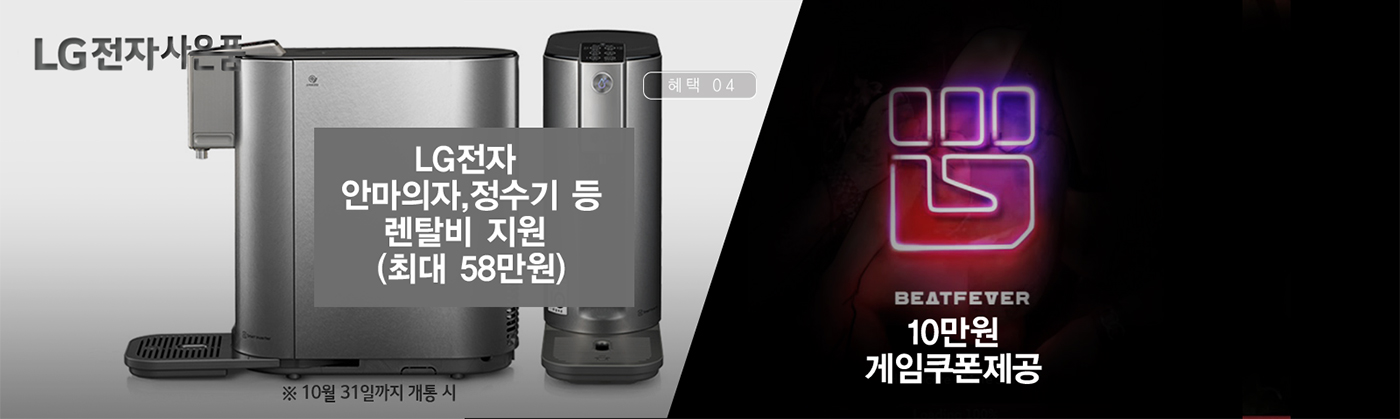 LG전자 사은품
혜택 04
LG전자
안마의자,정수기 등
렌탈비 지원
(최대 58만원)
※ 10월 31일까지 개통 시
BEATFEVER
10만원
게임쿠폰제공